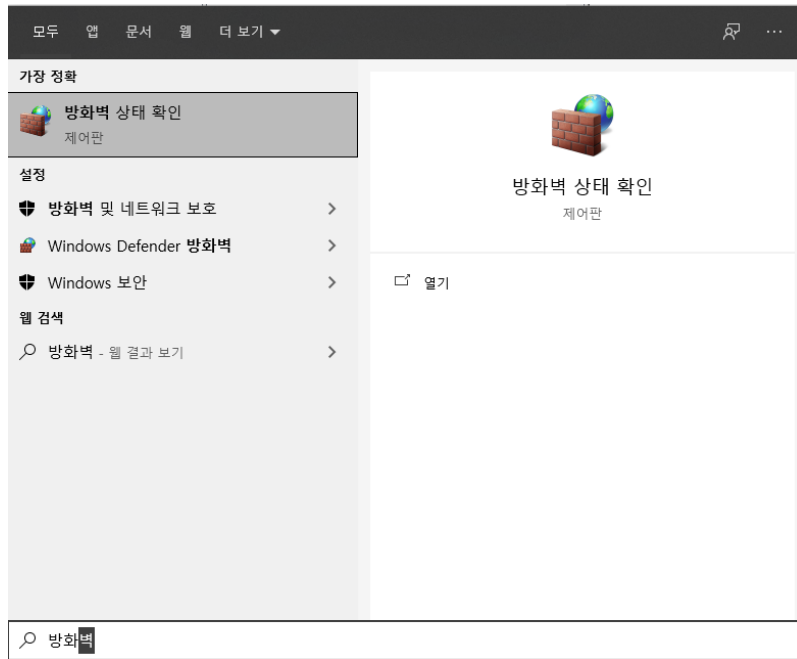 모두 앱 문서 웹 더 보기
가장 정확
방화벽 상태 확인
제어판
설정
방화벽 및 네트워크 보호
Windows Defender 방화벽
Windows 보안
웹 검색
방화벽 - 웹 결과 보기
방화벽 상태 확인
제어판
열기
방화벽